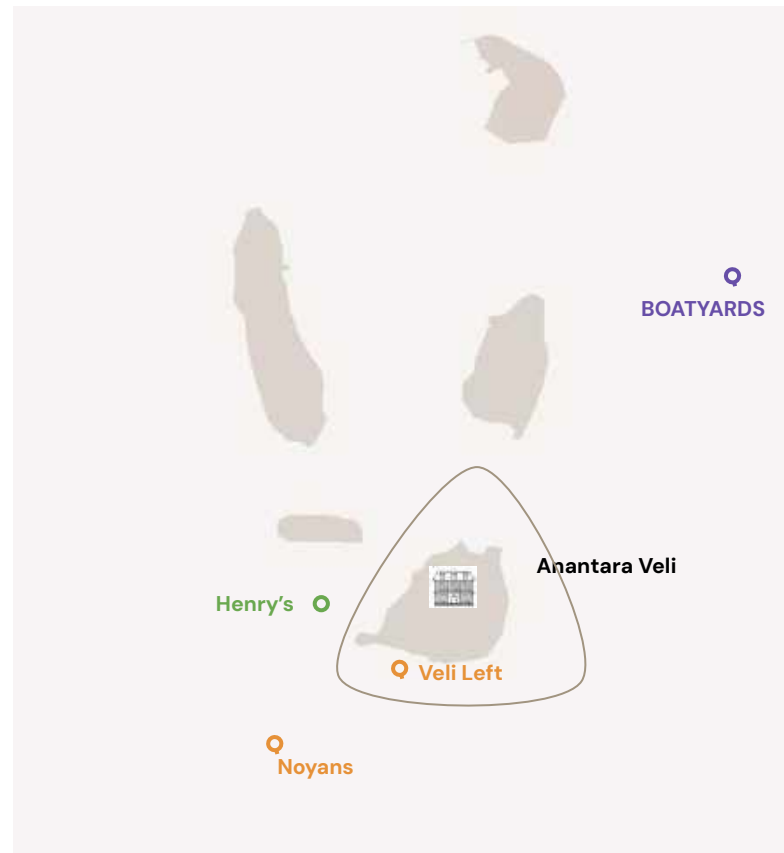 BOATYARDS
Anantara Veli
Henry’s
Veli Left
Noyans